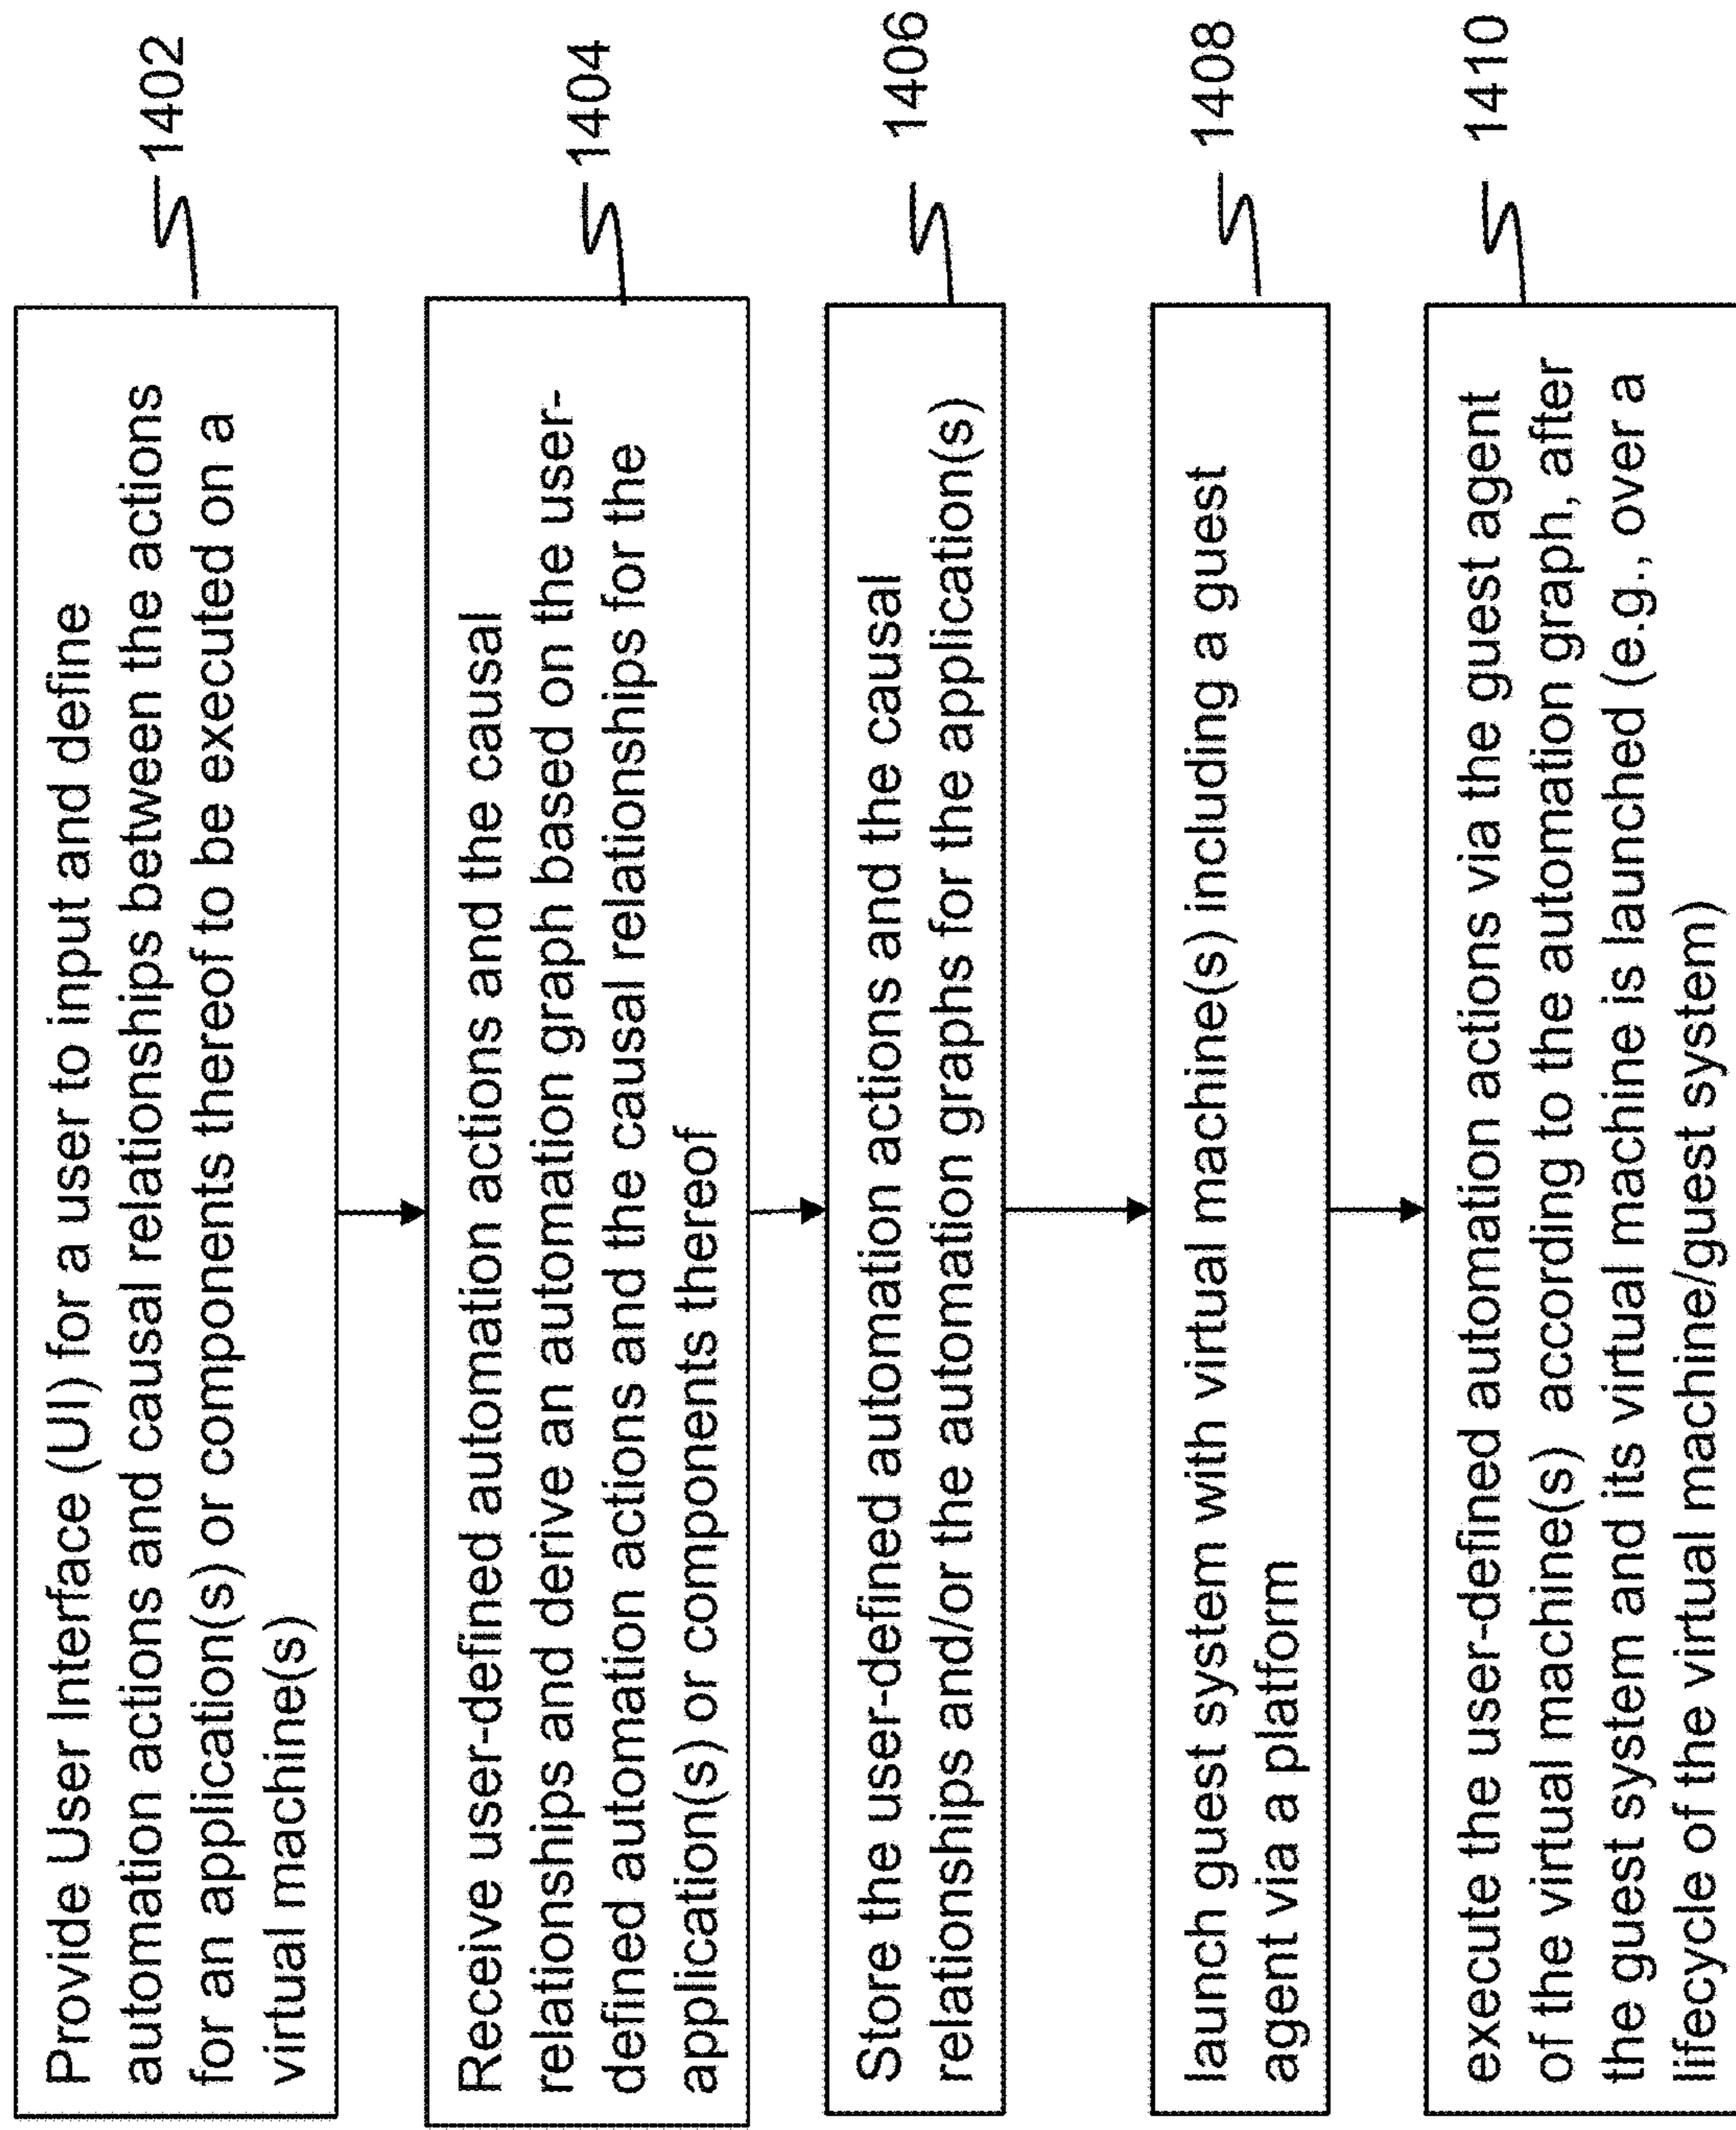 Provide User Interface (UI) for a user to input and define
automation actions and causal relationships between the actions
for an application(s) or components thereof to be executed on a
virtual machine(s)
1402
Receive user-defined automation actions and the causal
relationships and derive an automation graph based on the user-
defined automation actions and the causal relationships for the
application(s) or components thereof
1404
Store the user-defined automation actions and the causal
relationships and/or the automation graphs for the application(s)
1406
launch guest system with virtual machine(s) including a guest
agent via a platform
1408
execute the user-defined automation actions via the guest agent
of the virtual machine(s) according to the automation graph, after
the guest system and its virtual machine is launched (e.g., over a
lifecycle of the virtual machine/guest system)
1410